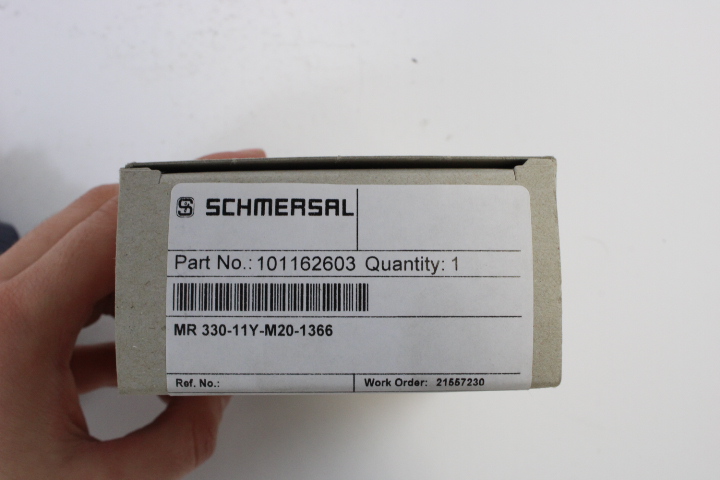 SCHMERSAL
Part No.: 101162603 Quantity: 1
MR 330-11Y-M20-1366
Ref. No.:
Work Order: 21557230